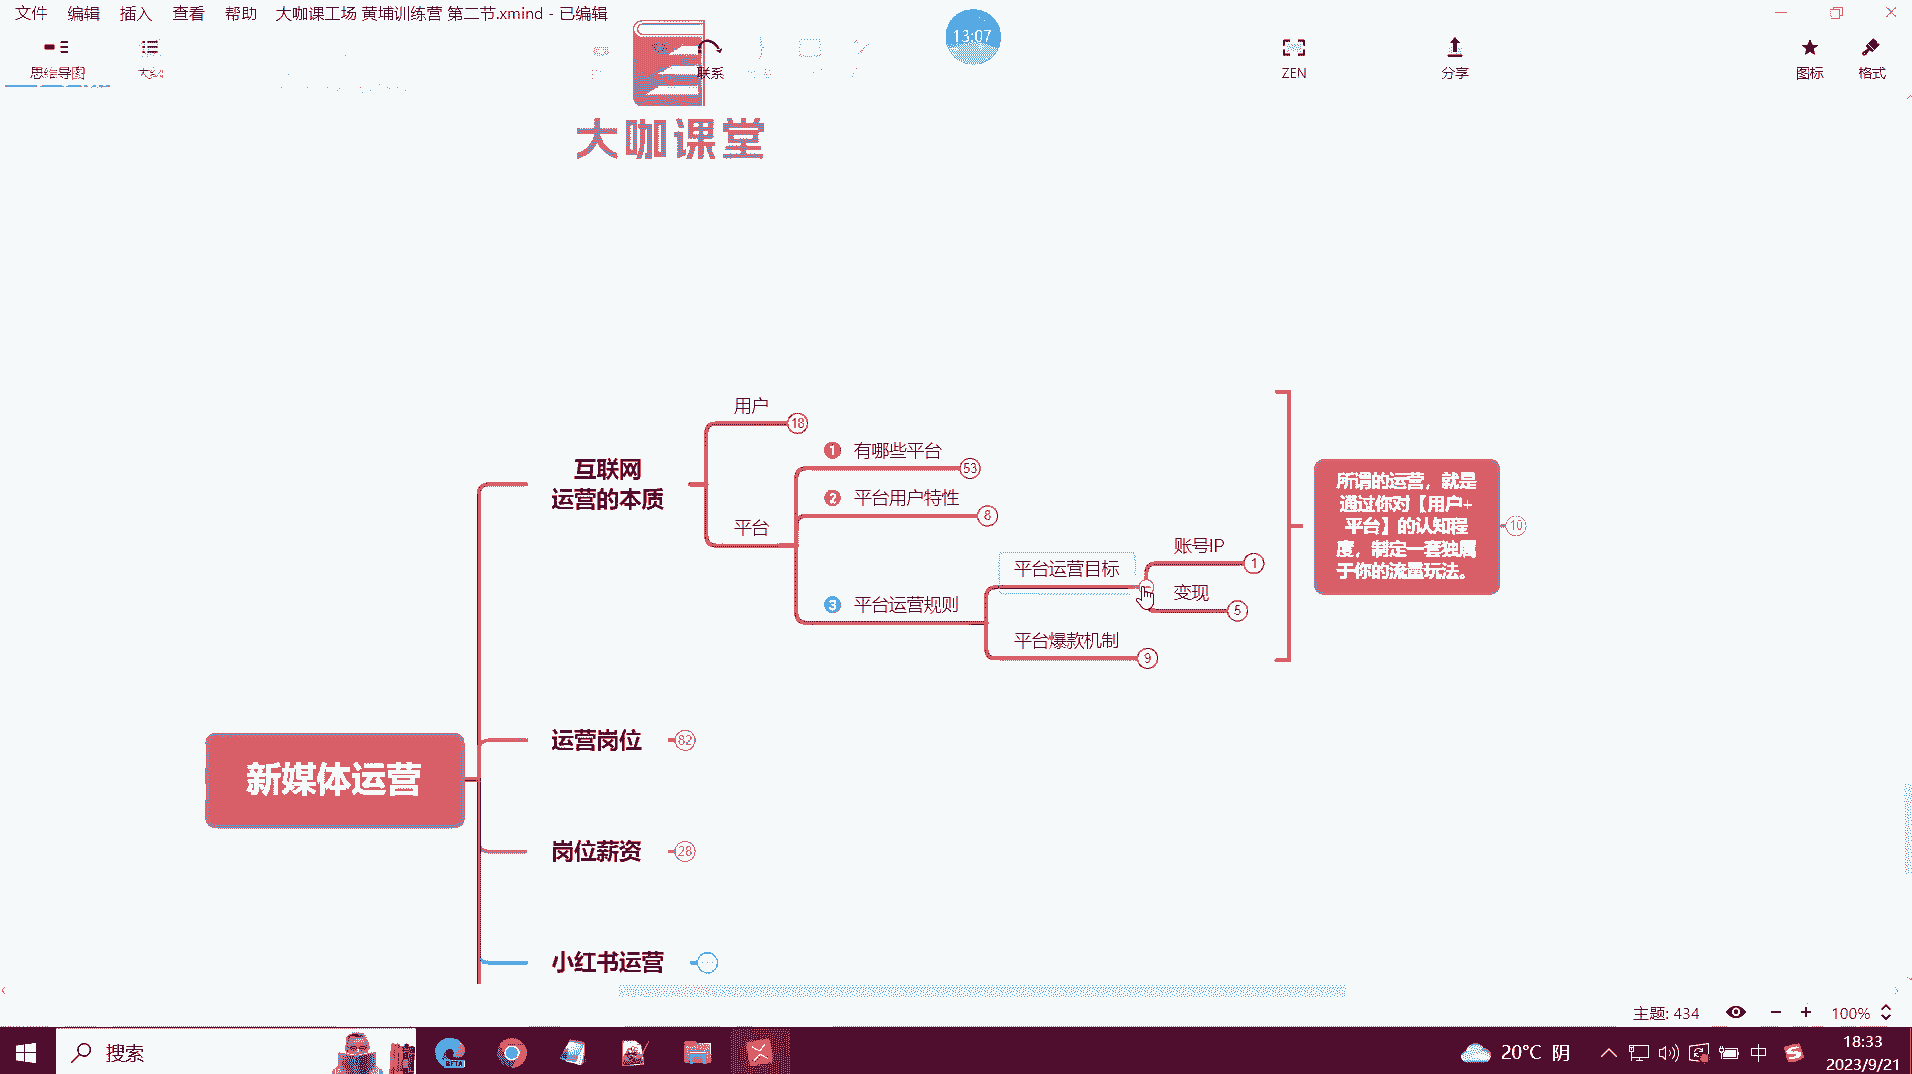 文件 编辑 插入 查看 帮助 大咖课工场 黄埔训练营 第二节.xmind - 已编辑
思维导图
大纲
联系
13:07
ZEN
分享
图标
格式
大咖课堂
用户
18
1 有哪些平台
53
互联网
运营的本质
2 平台用户特性
8
平台
账号IP
1
平台运营目标
变现
5
3 平台运营规则
平台爆款机制
9
所谓的运营，就是
通过你对【用户+
平台】的认知程
度，制定一套独属
于你的流量玩法。
10
运营岗位
82
新媒体运营
岗位薪资
28
小红书运营
主题: 434
100%
搜索
20°C 阴
中
18:33
2023/9/21